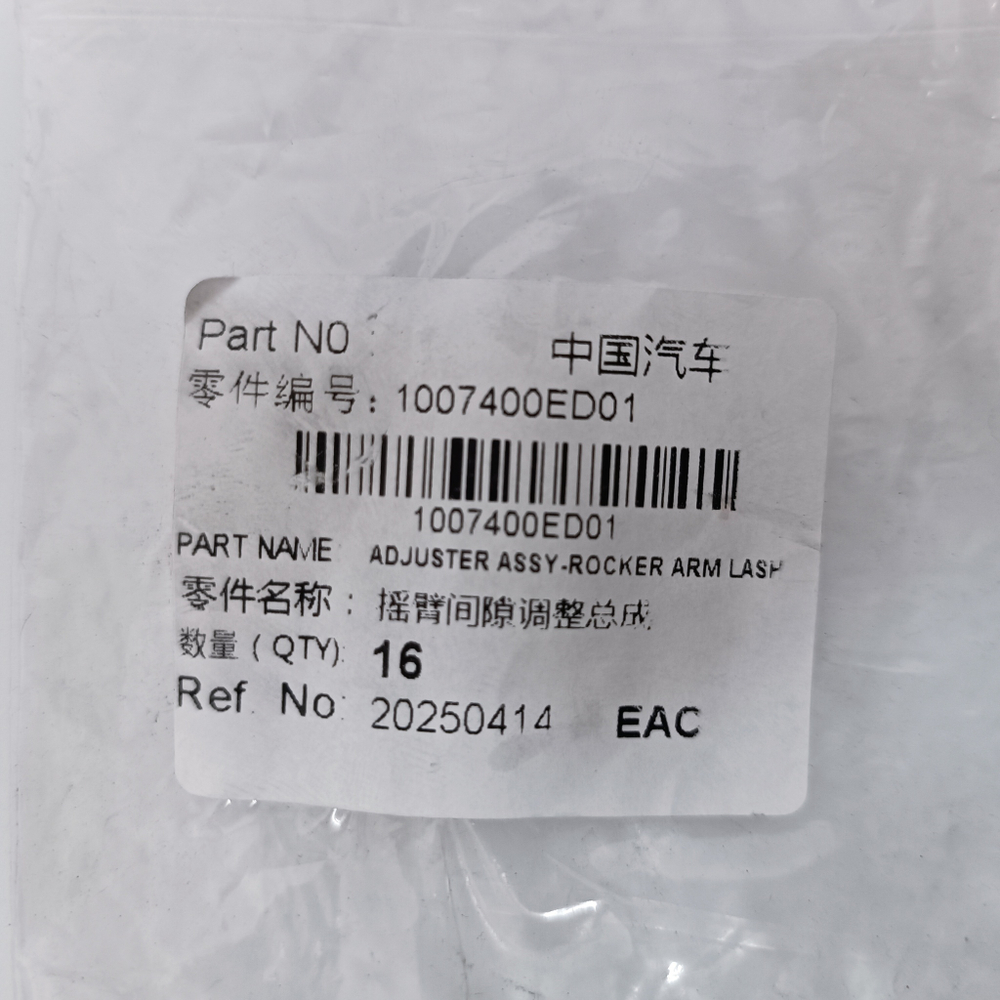 Part N0 :
中国汽车
零件编号: 1007400ED01
1007400ED01
PART NAME ADJUSTER ASSY-ROCKER ARM LASH
零件名称: 摇臂间隙调整总成
数量(QTY): 16
Ref. No: 20250414 EAC